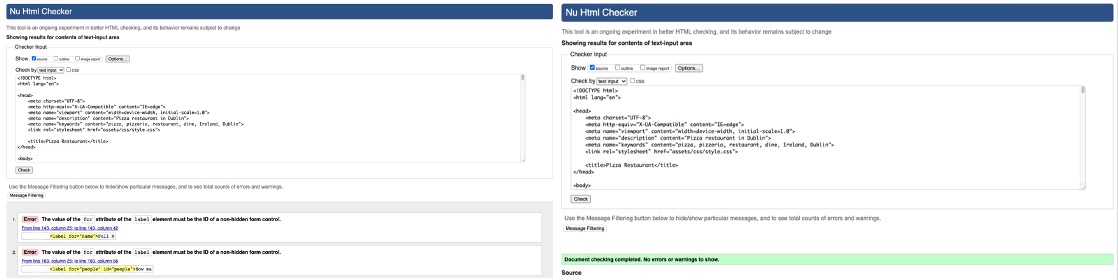 Nu Html Checker
This tool is an ongoing experiment in better HTML checking, and its behavior remains subject to change
Showing results for contents of text-input area
Checker Input
Show source outline image report Options...
Check by text input css
<!DOCTYPE html>
<html lang="en">
<head>
<meta charset="UTF-8">
<meta http-equiv="X-UA-Compatible" content="IE=edge">
<meta name="viewport" content="width=device-width, initial-scale=1.0">
<meta name="description" content="Pizza restaurant in Dublin">
<meta name="keywords" content="pizza, pizzeria, restaurant, dine, Ireland, Dublin">
<link rel="stylesheet" href="assets/css/style.css">
<title>Pizza Restaurant</title>
</head>
<body>
Check
Use the Message Filtering button below to hide/show particular messages, and to see total counts of errors and warnings.
Message Filtering
1. Error The value of the for attribute of the label element must be the ID of a non-hidden form control.
From line 143, column 25; to line 143, column 42
<label for="name">Full N
2. Error The value of the for attribute of the label element must be the ID of a non-hidden form control.
From line 163, column 25; to line 163, column 56
<label for="people" id="people">How ma
Nu Html Checker
This tool is an ongoing experiment in better HTML checking, and its behavior remains subject to change
Showing results for contents of text-input area
Checker Input
Show source outline image report Options...
Check by text input css
<!DOCTYPE html>
<html lang="en">
<head>
<meta charset="UTF-8">
<meta http-equiv="X-UA-Compatible" content="IE=edge">
<meta name="viewport" content="width=device-width, initial-scale=1.0">
<meta name="description" content="Pizza restaurant in Dublin">
<meta name="keywords" content="pizza, pizzeria, restaurant, dine, Ireland, Dublin">
<link rel="stylesheet" href="assets/css/style.css">
<title>Pizza Restaurant</title>
</head>
<body>
Check
Use the Message Filtering button below to hide/show particular messages, and to see total counts of errors and warnings.
Message Filtering
Document checking completed. No errors or warnings to show.
Source